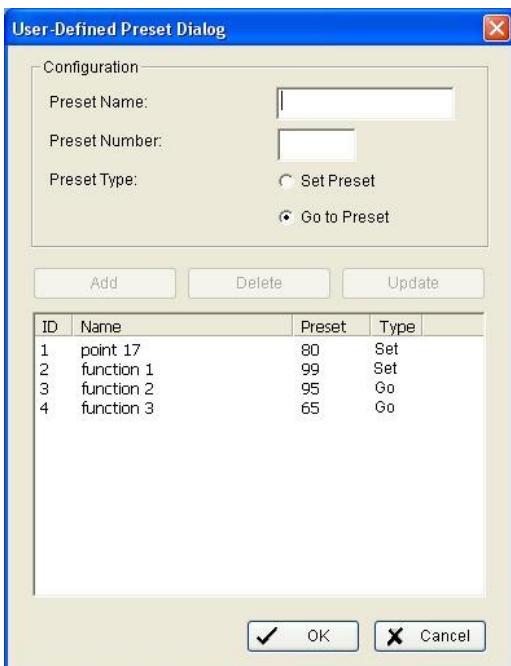 User-Defined Preset Dialog
Configuration
Preset Name:
Preset Number:
Preset Type: Set Preset
Go to Preset
Add Delete Update
ID Name Preset Type
1 point 17 80 Set
2 function 1 99 Set
3 function 2 95 Go
4 function 3 65 Go
OK Cancel